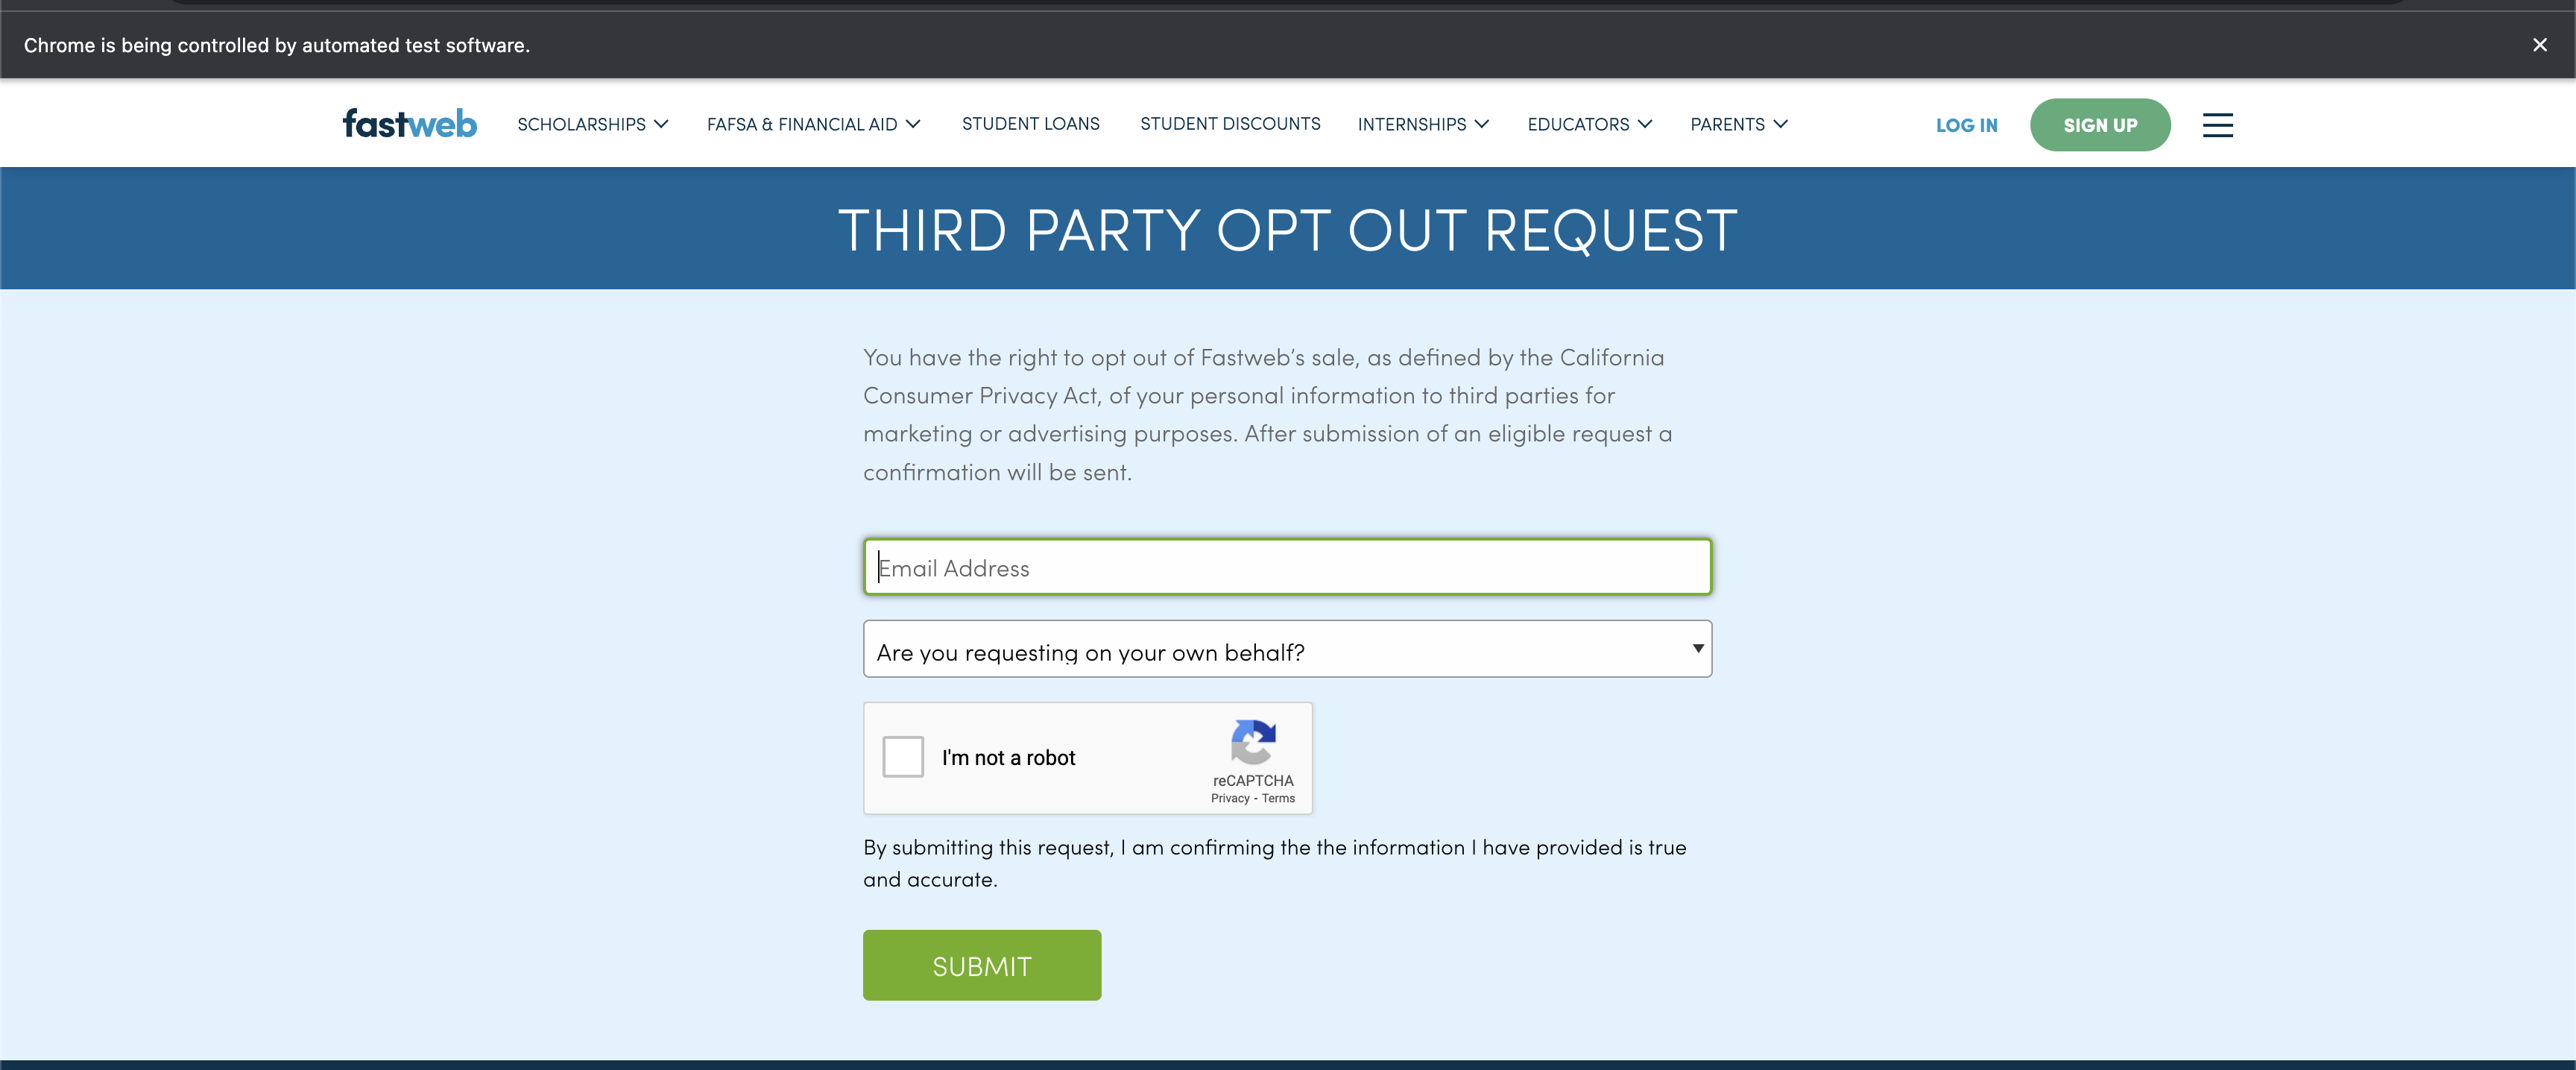 Chrome is being controlled by automated test software.
fastweb SCHOLARSHIPS FAFSA & FINANCIAL AID STUDENT LOANS STUDENT DISCOUNTS INTERNSHIPS EDUCATORS PARENTS LOG IN SIGN UP
THIRD PARTY OPT OUT REQUEST
You have the right to opt out of Fastweb’s sale, as defined by the California
Consumer Privacy Act, of your personal information to third parties for
marketing or advertising purposes. After submission of an eligible request a
confirmation will be sent.
Email Address
Are you requesting on your own behalf?
I'm not a robot
reCAPTCHA
Privacy - Terms
By submitting this request, I am confirming the the information I have provided is true
and accurate.
SUBMIT